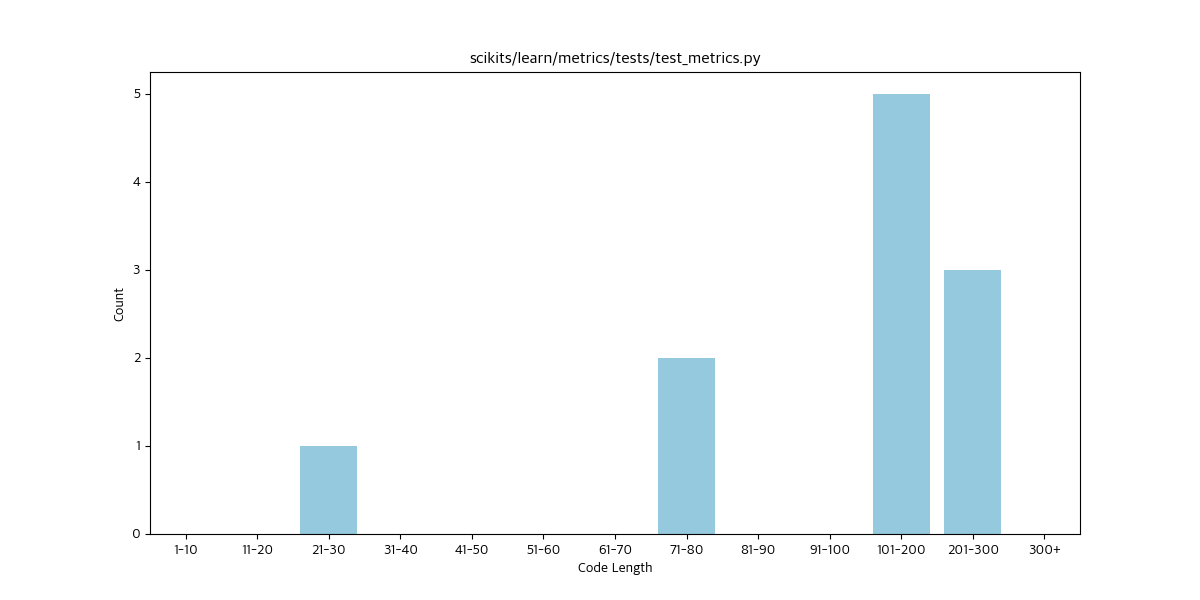 scikits/learn/metrics/tests/test_metrics.py
5
4
3
2
1
0
Count
1-10 11-20 21-30 31-40 41-50 51-60 61-70 71-80 81-90 91-100 101-200 201-300 300+
Code Length